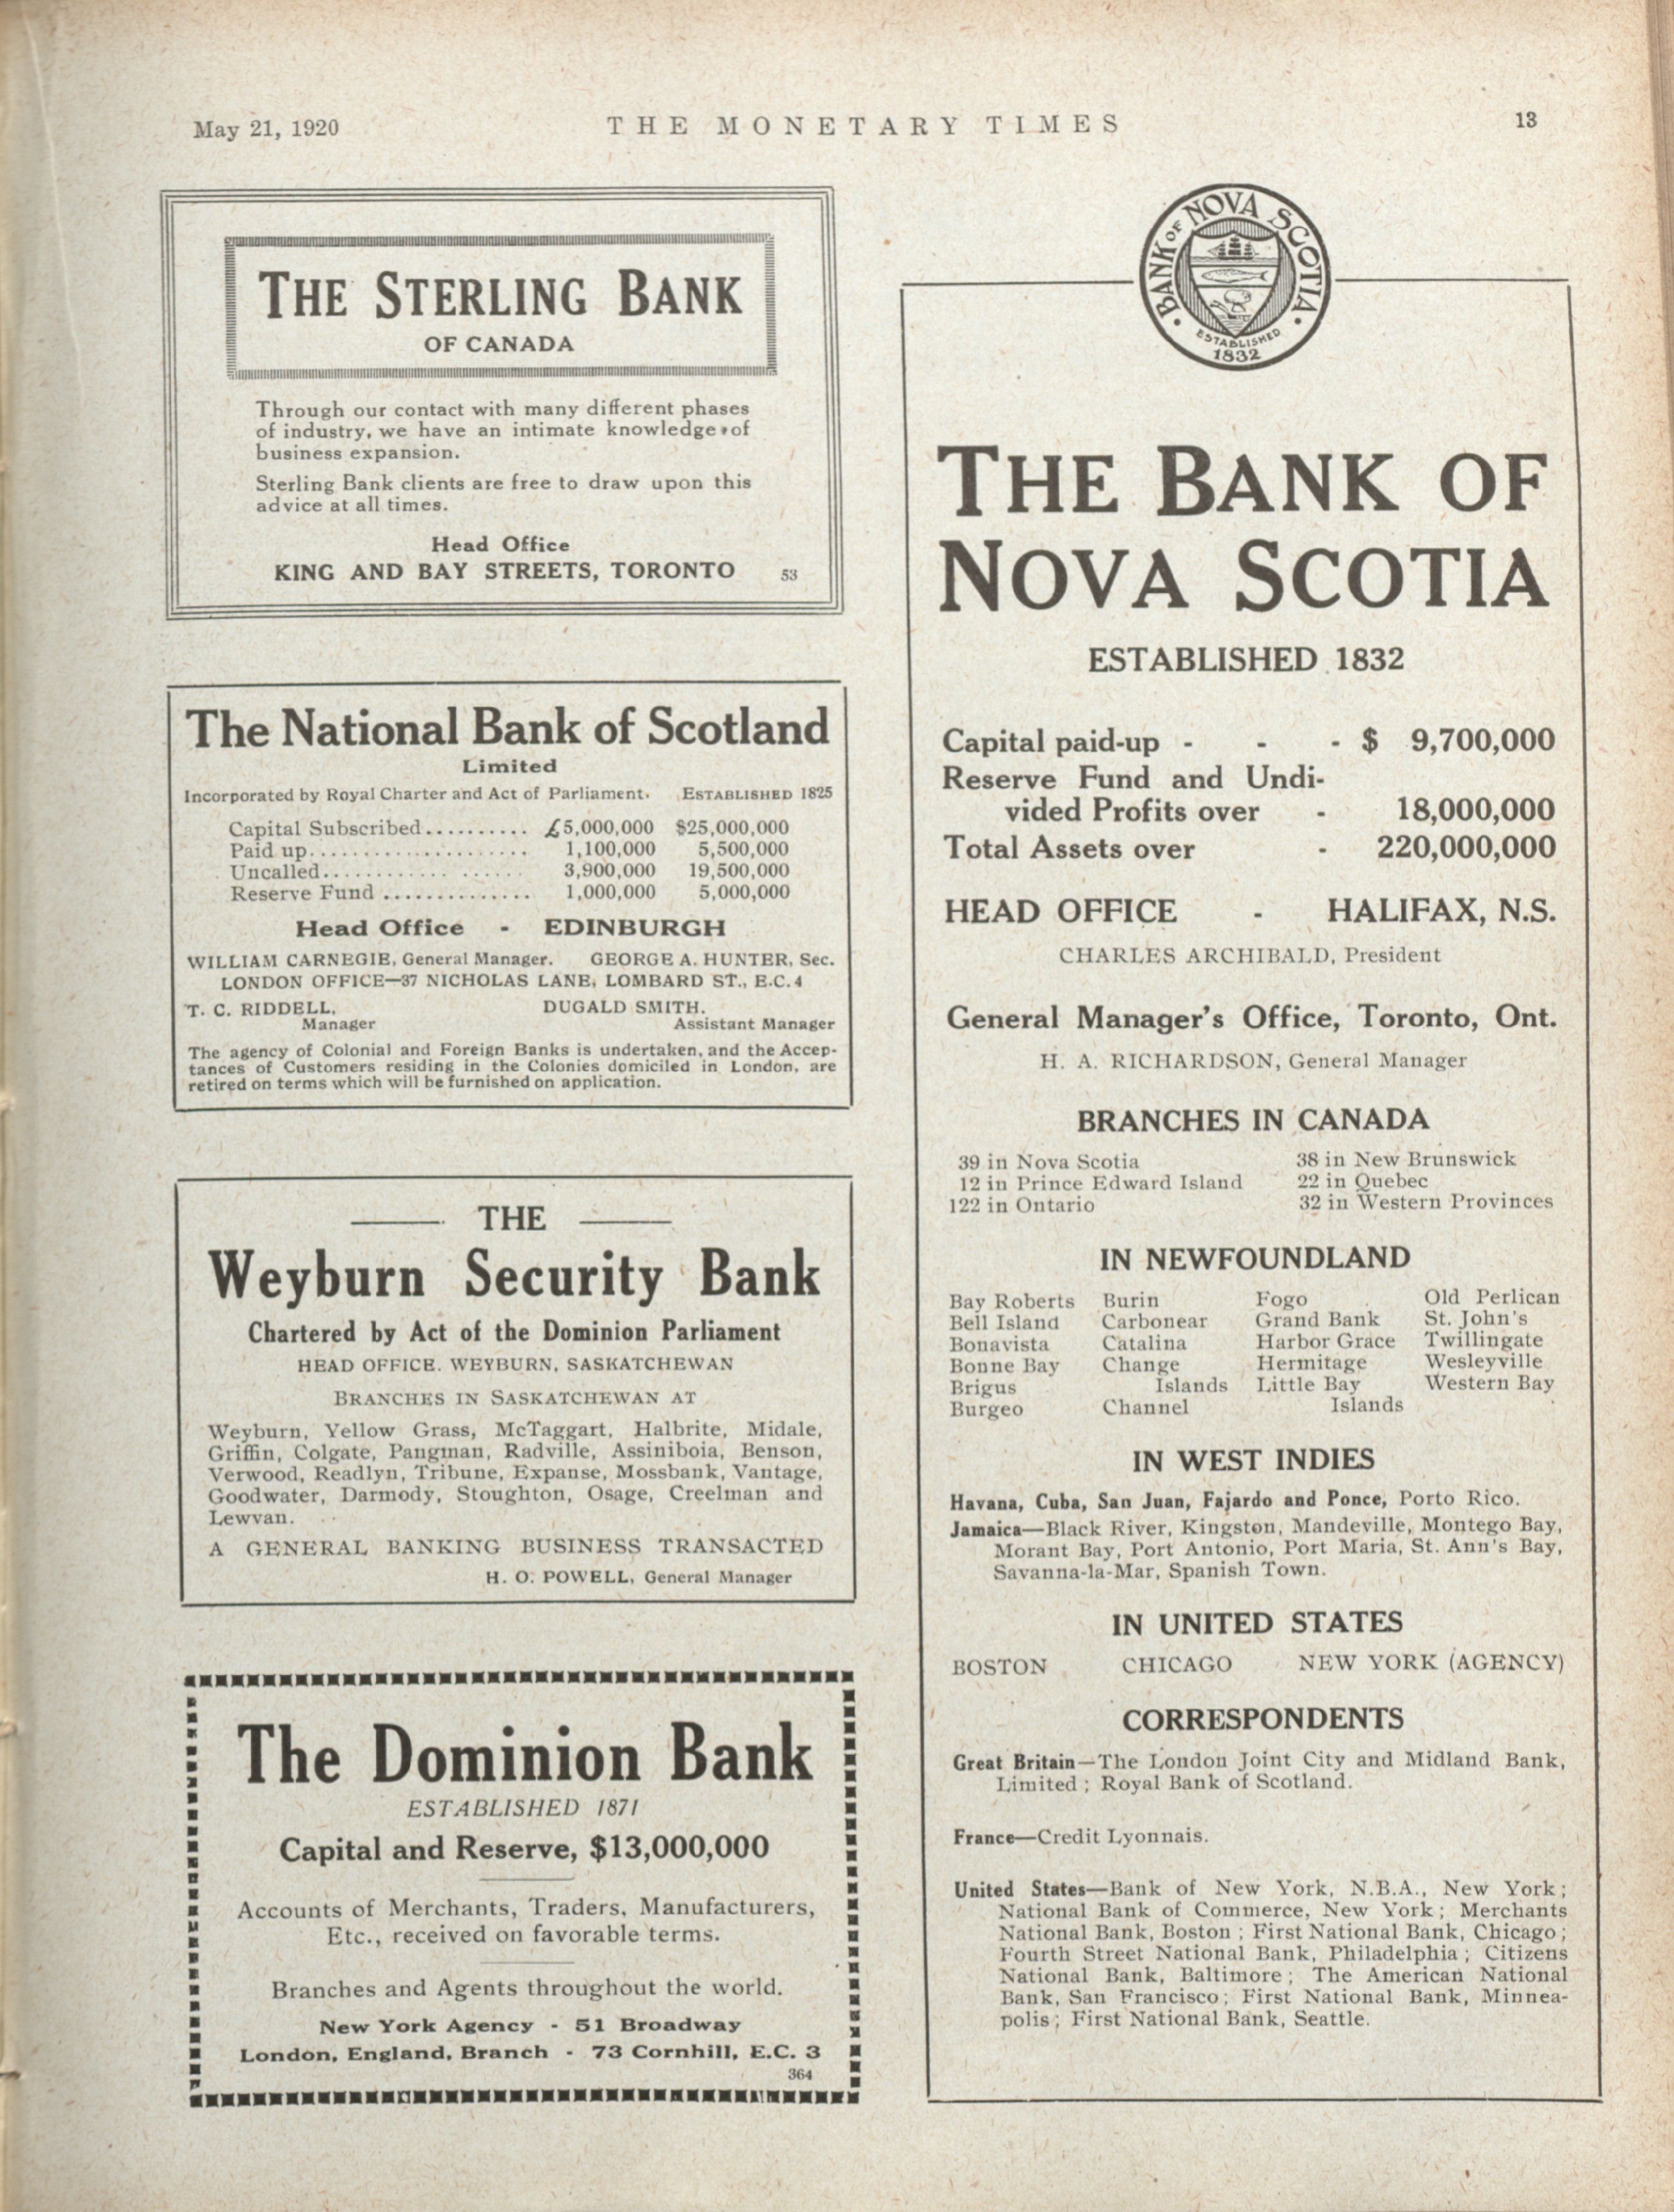 May 21, 1920
THE MONETARY TIMES
13
THE STERLING BANK
OF CANADA
Through our contact with many different phases
of industry, we have an intimate knowledge of
business expansion.
Sterling Bank clients are free to draw upon this
advice at all times.
Head Office
KING AND BAY STREETS, TORONTO 53
The National Bank of Scotland
Limited
Incorporated by Royal Charter and Act of Parliament. ESTABLISHED 1825
Capital Subscribed.......... £5,000,000 $25,000,000
Paid up...................... 1,100,000 5,500,000
Uncalled.................... 3,900,000 19,500,000
Reserve Fund .............. 1,000,000 5,000,000
Head Office - EDINBURGH
WILLIAM CARNEGIE, General Manager. GEORGE A. HUNTER, Sec.
LONDON OFFICE—37 NICHOLAS LANE, LOMBARD ST., E.C.4
T. C. RIDDELL, DUGALD SMITH.
Manager Assistant Manager
The agency of Colonial and Foreign Banks is undertaken, and the Accep-
tances of Customers residing in the Colonies domiciled in London, are
retired on terms which will be furnished on application.
THE
Weyburn Security Bank
Chartered by Act of the Dominion Parliament
HEAD OFFICE. WEYBURN, SASKATCHEWAN
BRANCHES IN SASKATCHEWAN AT
Weyburn, Yellow Grass, McTaggart, Halbrite, Midale,
Griffin, Colgate, Pangman, Radville, Assiniboia, Benson,
Verwood, Readlyn, Tribune, Expanse, Mossbank, Vantage,
Goodwater, Darmody, Stoughton, Osage, Creelman and
Lewvan.
A GENERAL BANKING BUSINESS TRANSACTED
H. O. POWELL, General Manager
The Dominion Bank
ESTABLISHED 1871
Capital and Reserve, $13,000,000
Accounts of Merchants, Traders, Manufacturers,
Etc., received on favorable terms.
Branches and Agents throughout the world.
New York Agency - 51 Broadway
London, England, Branch - 73 Cornhill, E.C. 3
364
BANK OF NOVA SCOTIA
ESTABLISHED
1832
THE BANK OF
NOVA SCOTIA
ESTABLISHED 1832
Capital paid-up - - - $ 9,700,000
Reserve Fund and Undi-
vided Profits over - 18,000,000
Total Assets over - 220,000,000
HEAD OFFICE - HALIFAX, N.S.
CHARLES ARCHIBALD, President
General Manager's Office, Toronto, Ont.
H. A. RICHARDSON, General Manager
BRANCHES IN CANADA
39 in Nova Scotia 38 in New Brunswick
12 in Prince Edward Island 22 in Quebec
122 in Ontario 32 in Western Provinces
IN NEWFOUNDLAND
Bay Roberts Burin Fogo Old Perlican
Bell Island Carbonear Grand Bank St. John's
Bonavista Catalina Harbor Grace Twillingate
Bonne Bay Change Hermitage Wesleyville
Brigus Islands Little Bay Western Bay
Burgeo Channel Islands
IN WEST INDIES
Havana, Cuba, San Juan, Fajardo and Ponce, Porto Rico.
Jamaica—Black River, Kingston, Mandeville, Montego Bay,
Morant Bay, Port Antonio, Port Maria, St. Ann's Bay,
Savanna-la-Mar, Spanish Town.
IN UNITED STATES
BOSTON CHICAGO NEW YORK (AGENCY)
CORRESPONDENTS
Great Britain—The London Joint City and Midland Bank,
Limited ; Royal Bank of Scotland.
France—Credit Lyonnais.
United States—Bank of New York, N.B.A., New York ;
National Bank of Commerce, New York ; Merchants
National Bank, Boston ; First National Bank, Chicago ;
Fourth Street National Bank, Philadelphia ; Citizens
National Bank, Baltimore ; The American National
Bank, San Francisco ; First National Bank, Minnea-
polis ; First National Bank, Seattle.